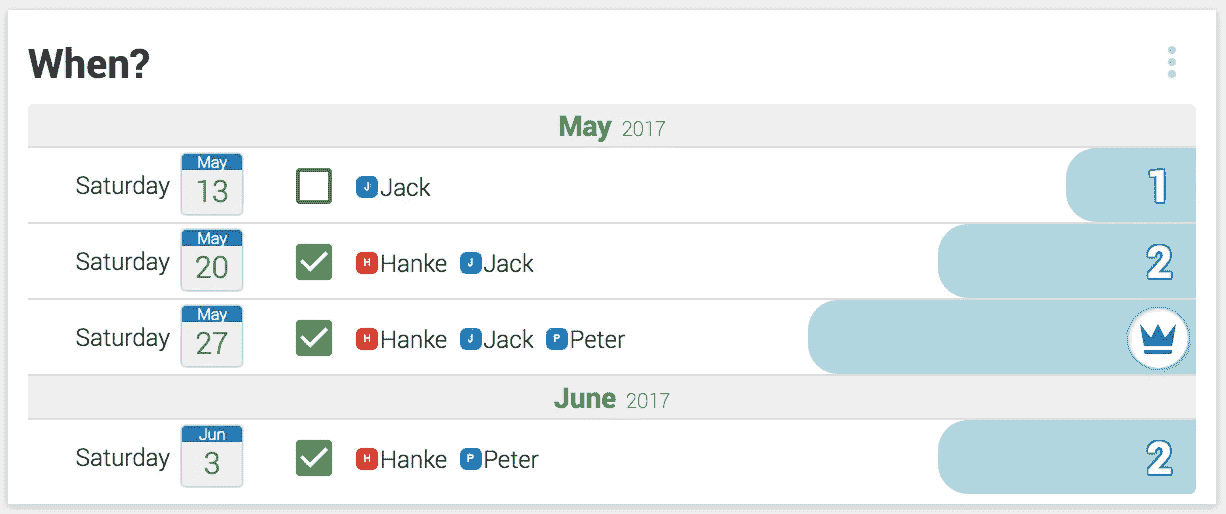 When?
May 2017
Saturday May 13 J Jack 1
Saturday May 20 H Hanke J Jack 2
Saturday May 27 H Hanke J Jack P Peter
June 2017
Saturday Jun 3 H Hanke P Peter 2